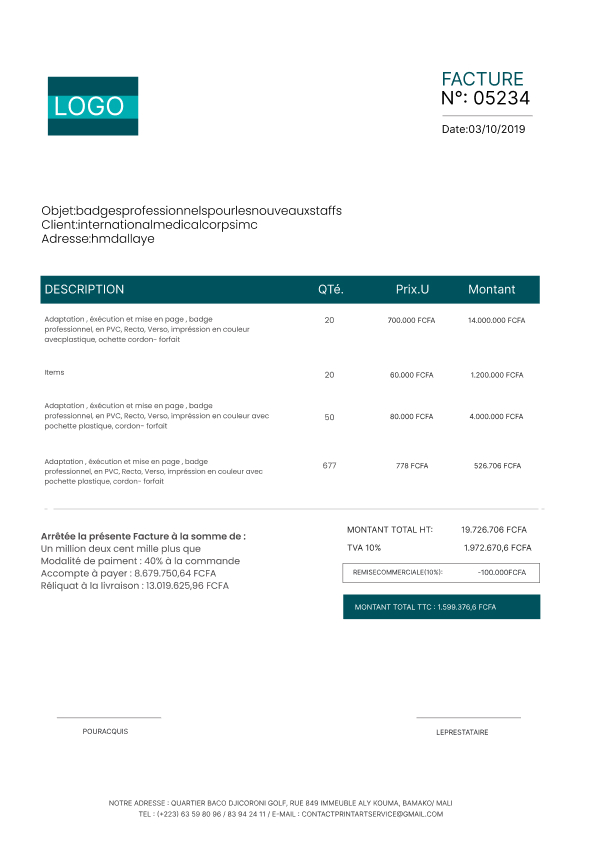 LOGO
FACTURE
N°: 05234
Date:03/10/2019
Objet:badgesprofessionnelspourlesnouveauxstaffs
Client:internationalmedicalcorpsimc
Adresse:hmdallaye
DESCRIPTION QTé. Prix.U Montant
Adaptation , éxécution et mise en page , badge
professionnel, en PVC, Recto, Verso, impréssion en couleur
avecplastique, ochette cordon- forfait
20 700.000 FCFA 14.000.000 FCFA
Items 20 60.000 FCFA 1.200.000 FCFA
Adaptation , éxécution et mise en page , badge
professionnel, en PVC, Recto, Verso, impréssion en couleur avec
pochette plastique, cordon- forfait
50 80.000 FCFA 4.000.000 FCFA
Adaptation , éxécution et mise en page , badge
professionnel, en PVC, Recto, Verso, impréssion en couleur avec
pochette plastique, cordon- forfait
677 778 FCFA 526.706 FCFA
Arrêtée la présente Facture à la somme de :
Un million deux cent mille plus que
Modalité de paiment : 40% à la commande
Accompte à payer : 8.679.750,64 FCFA
Réliquat à la livraison : 13.019.625,96 FCFA
MONTANT TOTAL HT: 19.726.706 FCFA
TVA 10% 1.972.670,6 FCFA
REMISECOMMERCIALE(10%): -100.000FCFA
MONTANT TOTAL TTC : 1.599.376,6 FCFA
POURACQUIS
LEPRESTATAIRE
NOTRE ADRESSE : QUARTIER BACO DJICORONI GOLF, RUE 849 IMMEUBLE ALY KOUMA, BAMAKO/ MALI
TEL : (+223) 63 59 80 96 / 83 94 24 11 / E-MAIL : CONTACTPRINTARTSERVICE@GMAIL.COM